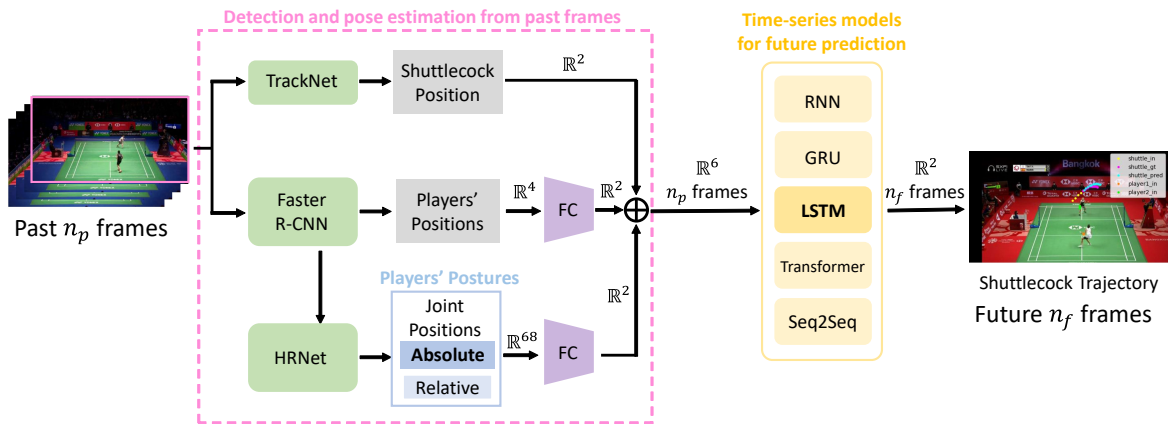 Detection and pose estimation from past frames
Time-series models
for future prediction
TrackNet
Shuttlecock
Position
ℝ²
RNN
GRU
LSTM
Transformer
Seq2Seq
Past nₚ frames
Faster
R-CNN
Players’
Positions
ℝ⁴
FC
ℝ²
ℝ⁶
nₚ frames
ℝ²
n_f frames
Bangkok
shuttle_in
shuttle_gt
shuttle_pred
player1_in
player2_in
Shuttlecock Trajectory
Future n_f frames
HRNet
Players’ Postures
Joint
Positions
Absolute
Relative
ℝ⁶⁸
FC
ℝ²